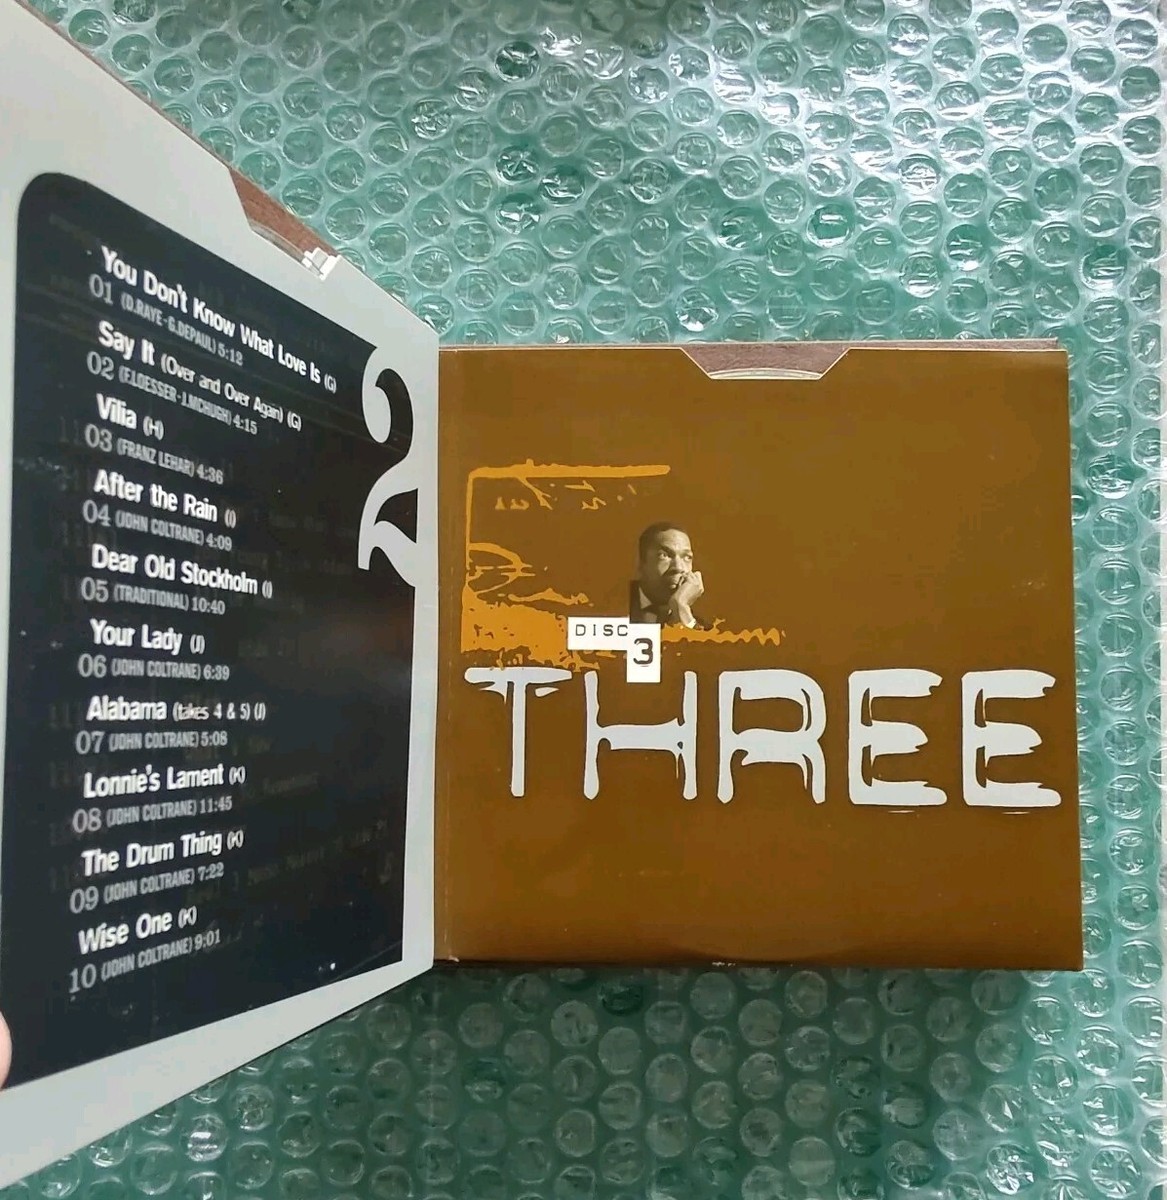 You Don't Know What Love Is (G)
01 (D.RAYE-G.DEPAUL) 5:12
Say It (Over and Over Again) (G)
02 (F.LOESSER-J.MCHUGH) 4:15
Vilia (H)
03 (FRANZ LEHAR) 4:36
After the Rain (I)
04 (JOHN COLTRANE) 4:09
Dear Old Stockholm (I)
05 (TRADITIONAL) 10:40
Your Lady (J)
06 (JOHN COLTRANE) 6:39
Alabama (takes 4 & 5) (J)
07 (JOHN COLTRANE) 5:08
Lonnie's Lament (K)
08 (JOHN COLTRANE) 11:45
The Drum Thing (K)
09 (JOHN COLTRANE) 7:22
Wise One (K)
10 (JOHN COLTRANE) 9:01
2
DISC
3
THREE